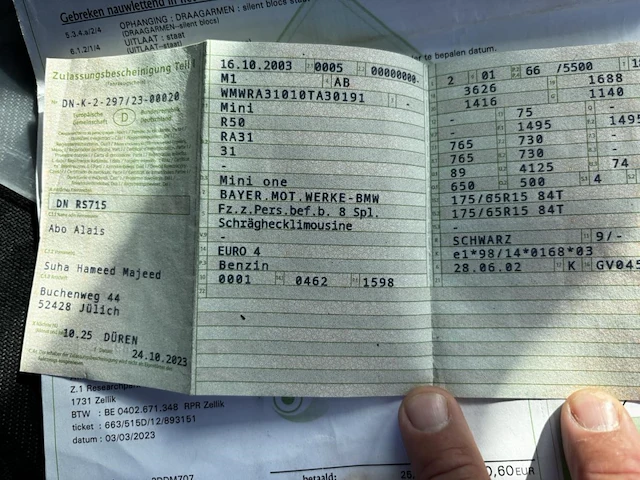 Gebreken nauwlettend in
5.3.4.a/2/4
OPHANGING : DRAAGARMEN : silent blocs
(DRAAGARMEN-silent blocs)
6.1.2/1/4
UITLAAT : staat
(UITLAAT-staat)
te bepalen datum.
Zulassungsbescheinigung Teil I
DN-K-2-297/23-00020
Europäische Gemeinschaft
D
Bundesrepublik Deutschland
DN RS715
Abo Alais
Suha Hameed Majeed
Buchenweg 44
52428 Jülich
10.25 DÜREN
24.10.2023
16.10.2003 0005 00000000-
M1 AB
WMWRA31010TA30191 -
Mini
R50
RA31
31
-
Mini one
BAYER.MOT.WERKE-BMW
Fz.z.Pers.bef.b. 8 Spl.
Schräghecklimousine
-
EURO 4
Benzin
0001 0462 1598
2 01 66 /5500
3626 1688
1416 1140
- 75 -
- 1495 1495
765 730
765 730
89 4125 74
650 500 4
175/65R15 84T
175/65R15 84T
-
SCHWARZ 9/-
e1*98/14*0168*03
28.06.02 K GV045
1731 Zellik
BTW : BE 0402.671.348 RPR Zellik
ticket : 663/515D/12/893151
datum : 03/03/2023
betaald:
0,60 EUR